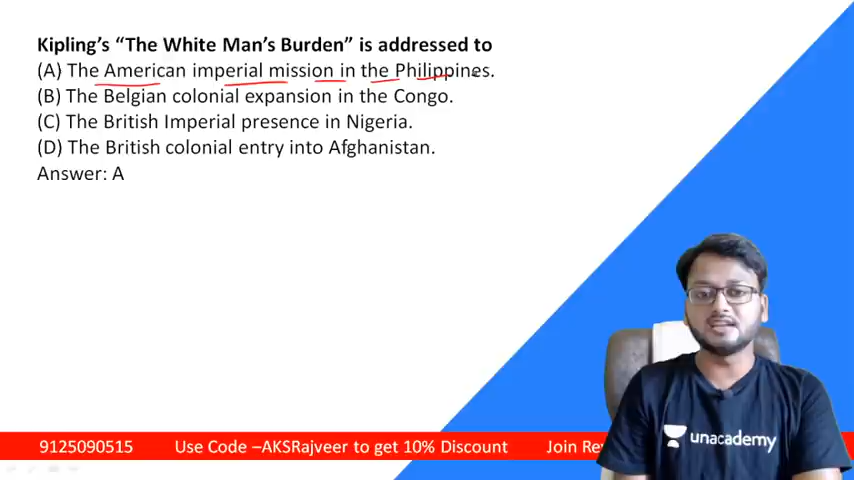 Kipling’s “The White Man’s Burden” is addressed to
(A) The American imperial mission in the Philippines.
(B) The Belgian colonial expansion in the Congo.
(C) The British Imperial presence in Nigeria.
(D) The British colonial entry into Afghanistan.
Answer: A
unacademy
9125090515 Use Code –AKSRajveer to get 10% Discount Join